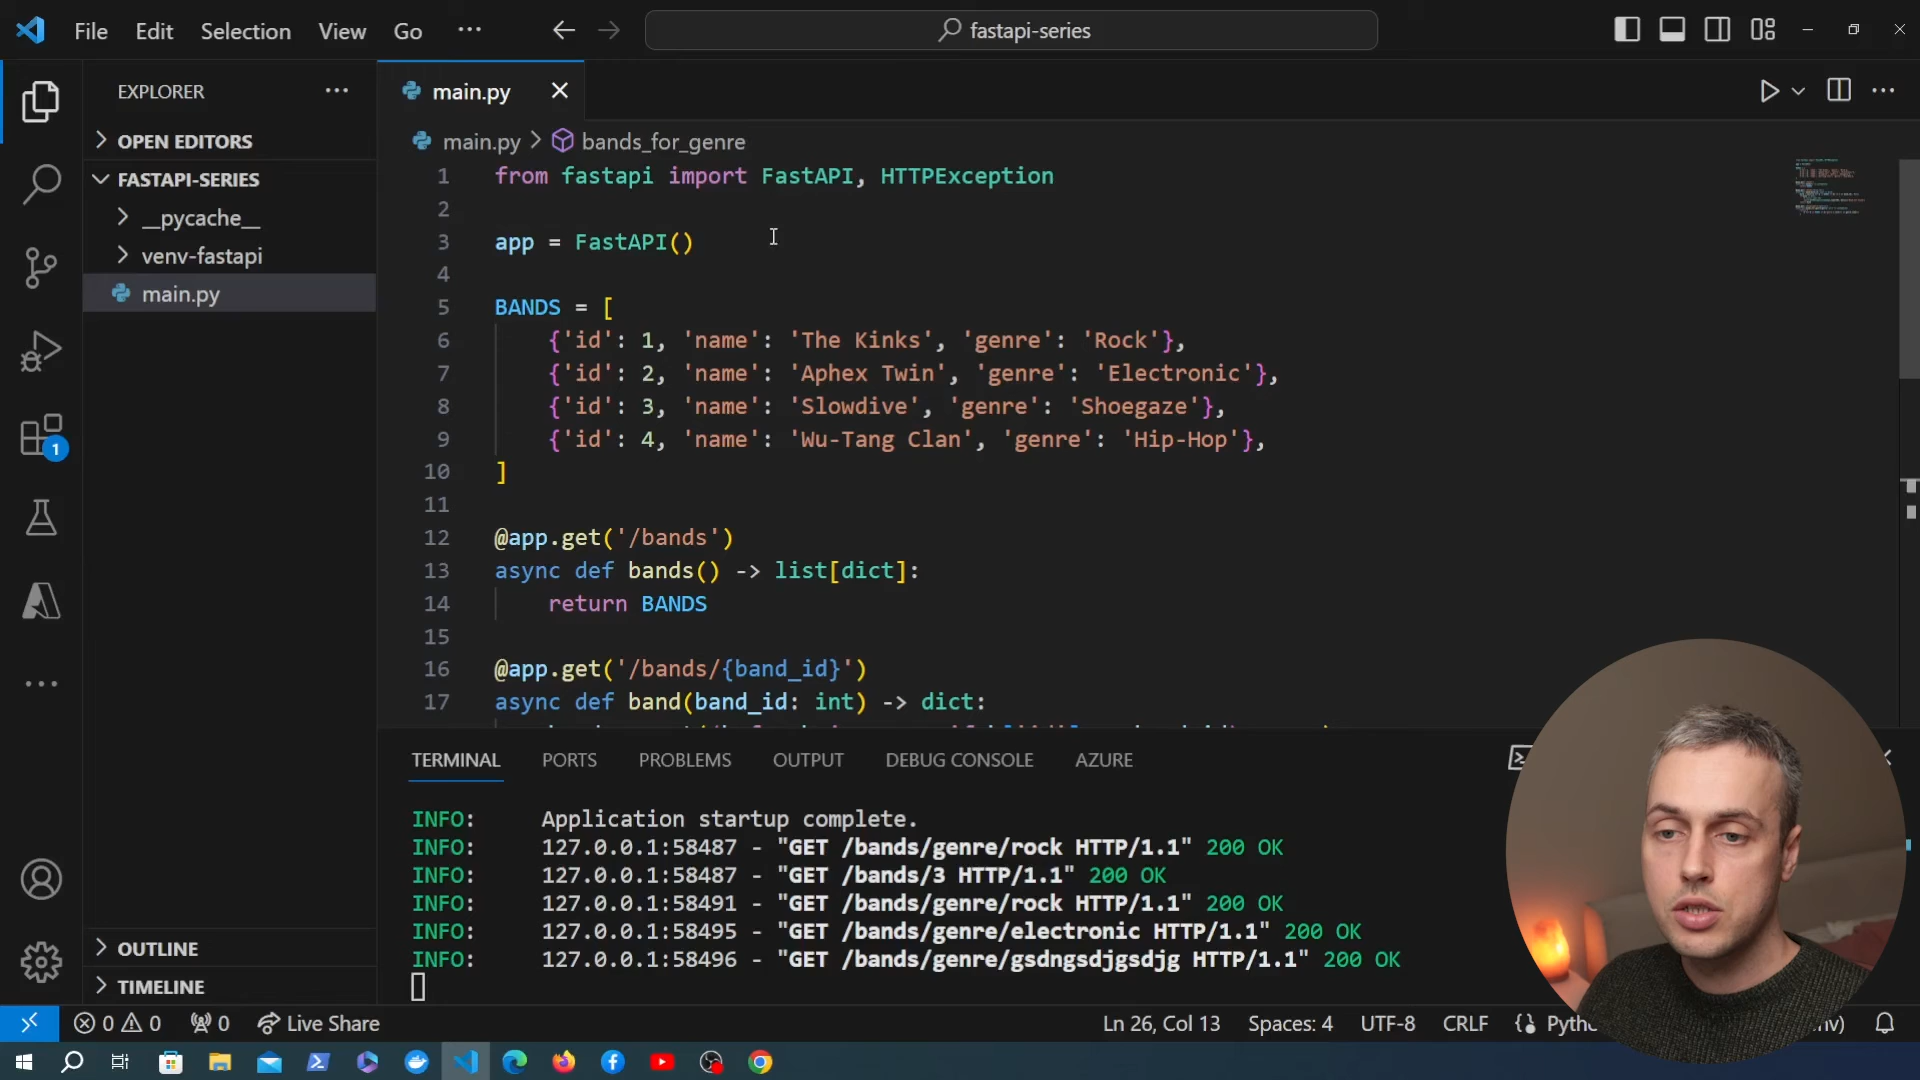 File Edit Selection View Go ··· fastapi-series
EXPLORER ···
OPEN EDITORS
FASTAPI-SERIES
__pycache__
venv-fastapi
main.py
OUTLINE
TIMELINE
1
main.py
main.py > bands_for_genre
1 from fastapi import FastAPI, HTTPException
2
3 app = FastAPI()
4
5 BANDS = [
6 {'id': 1, 'name': 'The Kinks', 'genre': 'Rock'},
7 {'id': 2, 'name': 'Aphex Twin', 'genre': 'Electronic'},
8 {'id': 3, 'name': 'Slowdive', 'genre': 'Shoegaze'},
9 {'id': 4, 'name': 'Wu-Tang Clan', 'genre': 'Hip-Hop'},
10 ]
11
12 @app.get('/bands')
13 async def bands() -> list[dict]:
14 return BANDS
15
16 @app.get('/bands/{band_id}')
17 async def band(band_id: int) -> dict:
TERMINAL PORTS PROBLEMS OUTPUT DEBUG CONSOLE AZURE
INFO: Application startup complete.
INFO: 127.0.0.1:58487 - "GET /bands/genre/rock HTTP/1.1" 200 OK
INFO: 127.0.0.1:58487 - "GET /bands/3 HTTP/1.1" 200 OK
INFO: 127.0.0.1:58491 - "GET /bands/genre/rock HTTP/1.1" 200 OK
INFO: 127.0.0.1:58495 - "GET /bands/genre/electronic HTTP/1.1" 200 OK
INFO: 127.0.0.1:58496 - "GET /bands/genre/gsdngsdjgsdjg HTTP/1.1" 200 OK
0 0 0 Live Share Ln 26, Col 13 Spaces: 4 UTF-8 CRLF